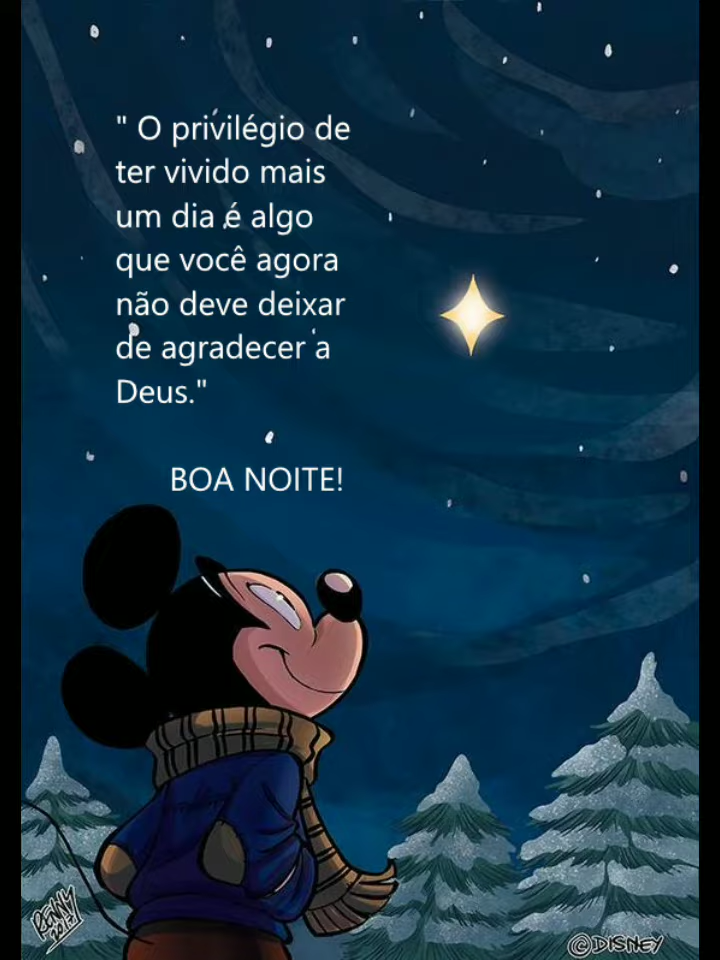 " O privilégio de
ter vivido mais
um dia é algo
que você agora
não deve deixar
de agradecer a
Deus."
BOA NOITE!
©DISNEY